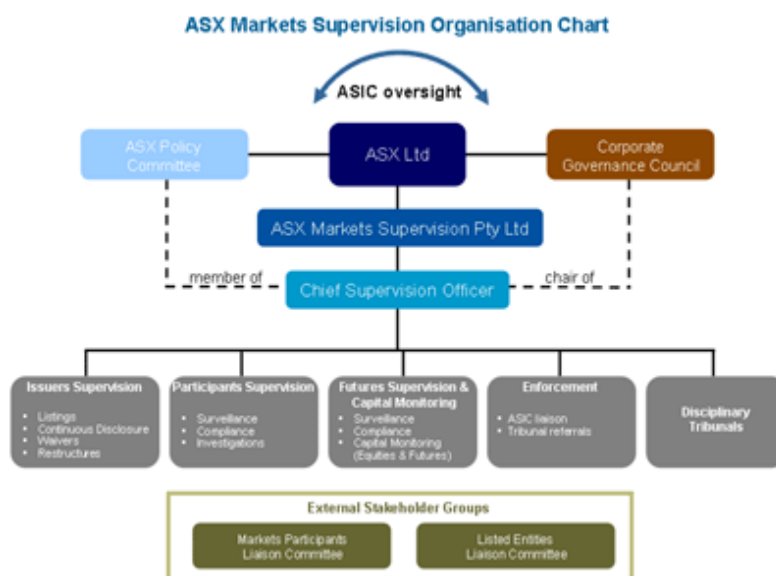 ASX Markets Supervision Organisation Chart
ASIC oversight
ASX Policy
Committee
ASX Ltd
Corporate
Governance Council
ASX Markets Supervision Pty Ltd
member of
Chief Supervision Officer
chair of
Issuers Supervision
• Listings
• Continuous Disclosure
• Waivers
• Restructures
Participants Supervision
• Surveillance
• Compliance
• Investigations
Futures Supervision &
Capital Monitoring
• Surveillance
• Compliance
• Capital Monitoring
(Equities & Futures)
Enforcement
• ASIC liaison
• Tribunal referrals
Disciplinary
Tribunals
External Stakeholder Groups
Markets Participants
Liaison Committee
Listed Entities
Liaison Committee